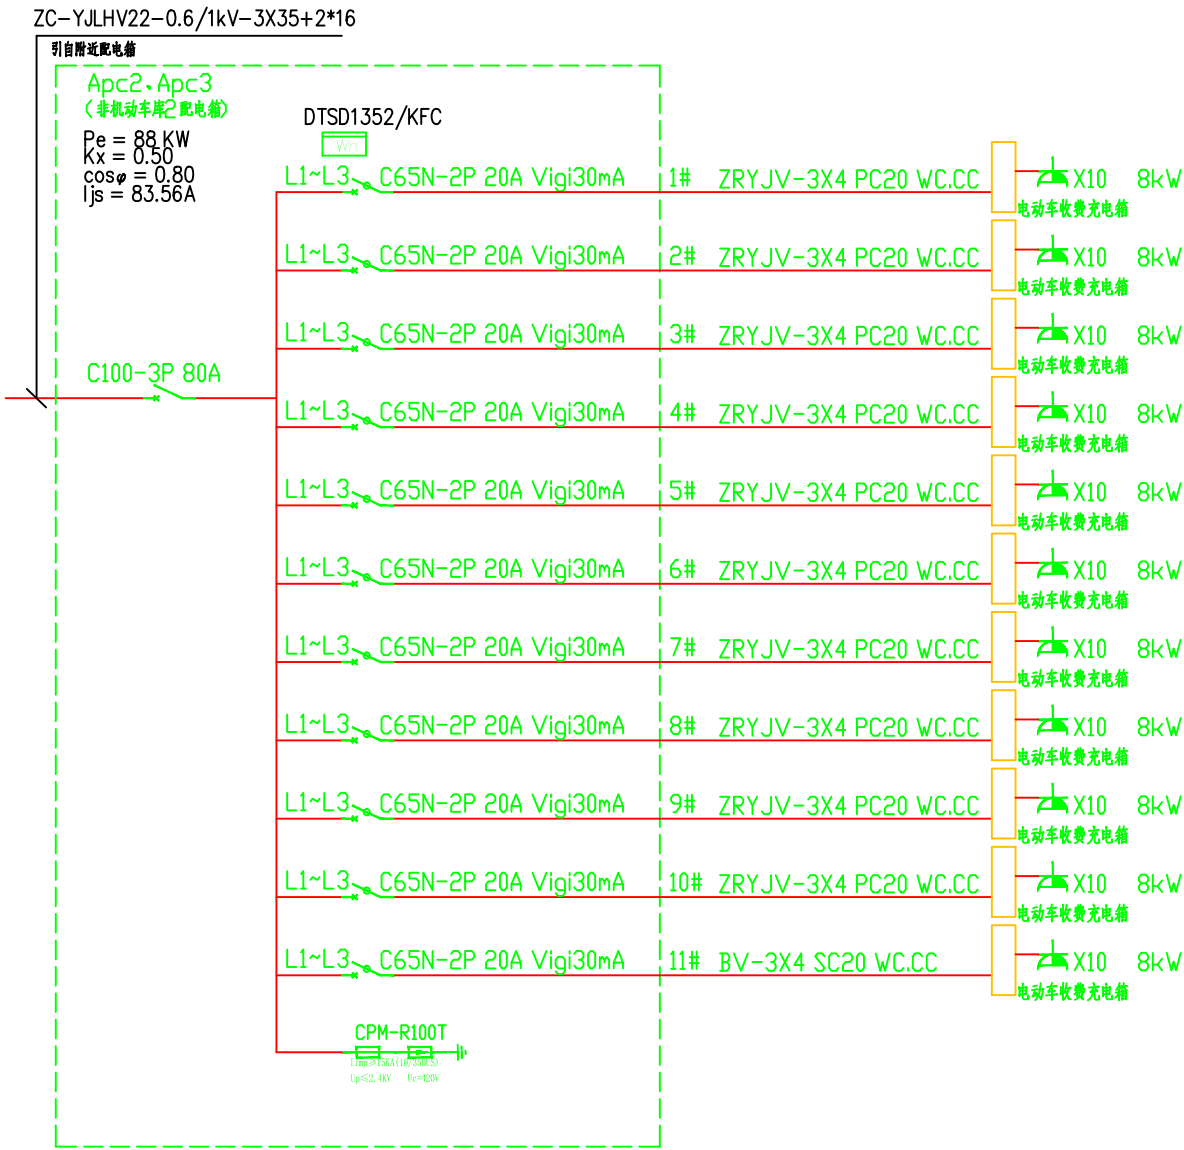 ZC-YJLHV22-0.6/1kV-3X35+2*16
引自附近配电箱
Apc2、Apc3
（非机动车库2配电箱）
Pe = 88 KW
Kx = 0.50
cosφ = 0.80
Ijs = 83.56A
DTSD1352/KFC
Wh
L1~L3 C65N-2P 20A Vigi30mA 1# ZRYJV-3X4 PC20 WC.CC X10 8kW
电动车收费充电箱
L1~L3 C65N-2P 20A Vigi30mA 2# ZRYJV-3X4 PC20 WC.CC X10 8kW
电动车收费充电箱
L1~L3 C65N-2P 20A Vigi30mA 3# ZRYJV-3X4 PC20 WC.CC X10 8kW
电动车收费充电箱
C100-3P 80A
L1~L3 C65N-2P 20A Vigi30mA 4# ZRYJV-3X4 PC20 WC.CC X10 8kW
电动车收费充电箱
L1~L3 C65N-2P 20A Vigi30mA 5# ZRYJV-3X4 PC20 WC.CC X10 8kW
电动车收费充电箱
L1~L3 C65N-2P 20A Vigi30mA 6# ZRYJV-3X4 PC20 WC.CC X10 8kW
电动车收费充电箱
L1~L3 C65N-2P 20A Vigi30mA 7# ZRYJV-3X4 PC20 WC.CC X10 8kW
电动车收费充电箱
L1~L3 C65N-2P 20A Vigi30mA 8# ZRYJV-3X4 PC20 WC.CC X10 8kW
电动车收费充电箱
L1~L3 C65N-2P 20A Vigi30mA 9# ZRYJV-3X4 PC20 WC.CC X10 8kW
电动车收费充电箱
L1~L3 C65N-2P 20A Vigi30mA 10# ZRYJV-3X4 PC20 WC.CC X10 8kW
电动车收费充电箱
L1~L3 C65N-2P 20A Vigi30mA 11# BV-3X4 SC20 WC.CC X10 8kW
电动车收费充电箱
CPM-R100T
Up≤2.4KV Uc=420V